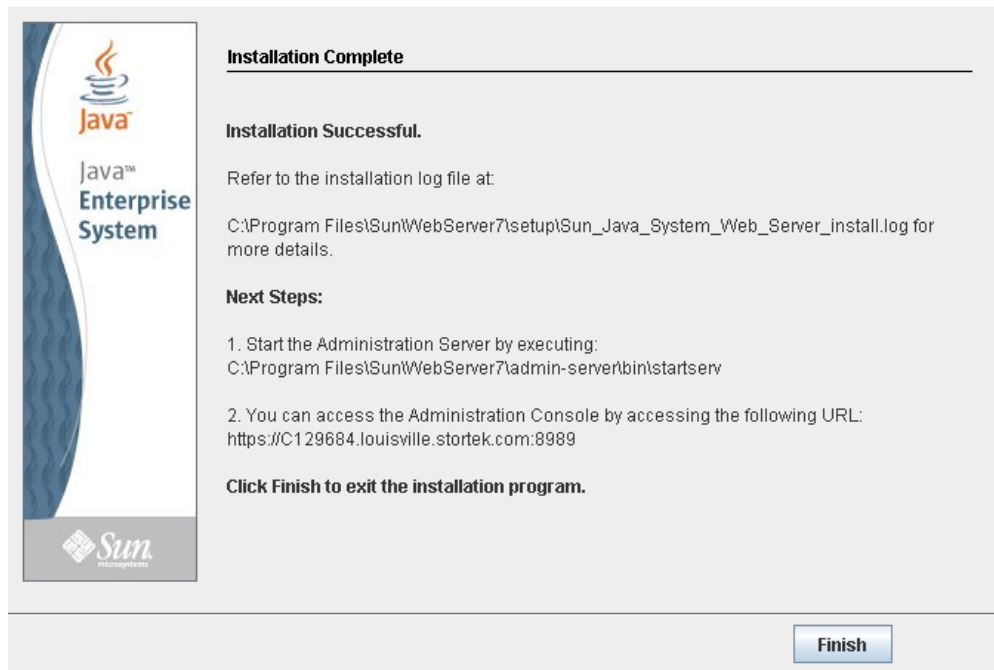 Java™
Java™
Enterprise
System
Sun
microsystems
Installation Complete
Installation Successful.
Refer to the installation log file at:
C:\Program Files\Sun\WebServer7\setup\Sun_Java_System_Web_Server_install.log for
more details.
Next Steps:
1. Start the Administration Server by executing:
C:\Program Files\Sun\WebServer7\admin-server\bin\startserv
2. You can access the Administration Console by accessing the following URL:
https://C129684.louisville.stortek.com:8989
Click Finish to exit the installation program.
Finish